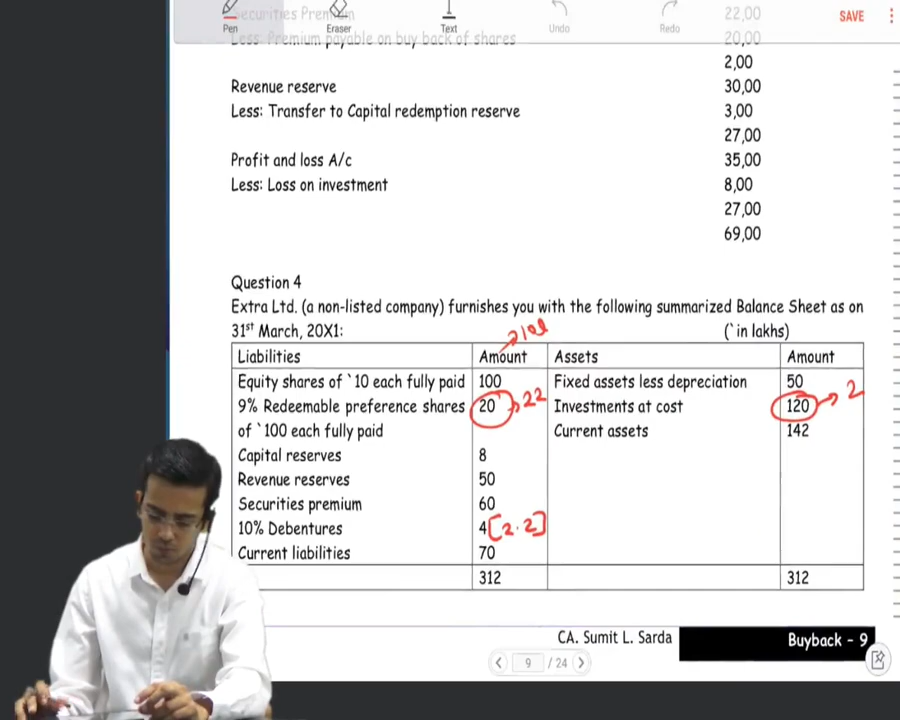 Securities Premium 22,00
SAVE
Pen Eraser Text Undo Redo
Less: Premium payable on buy back of shares 20,00
2,00
Revenue reserve 30,00
Less: Transfer to Capital redemption reserve 3,00
27,00
Profit and loss A/c 35,00
Less: Loss on investment 8,00
27,00
69,00
Question 4
Extra Ltd. (a non-listed company) furnishes you with the following summarized Balance Sheet as on
31st March, 20X1: (` in lakhs)
Liabilities Amount Assets Amount
Equity shares of `10 each fully paid 100 Fixed assets less depreciation 50
9% Redeemable preference shares 20 → 22 Investments at cost 120 → 2
of `100 each fully paid Current assets 142
Capital reserves 8
Revenue reserves 50
Securities premium 60
10% Debentures 4 [2.2]
Current liabilities 70
312 312
CA. Sumit L. Sarda Buyback - 9
9 / 24